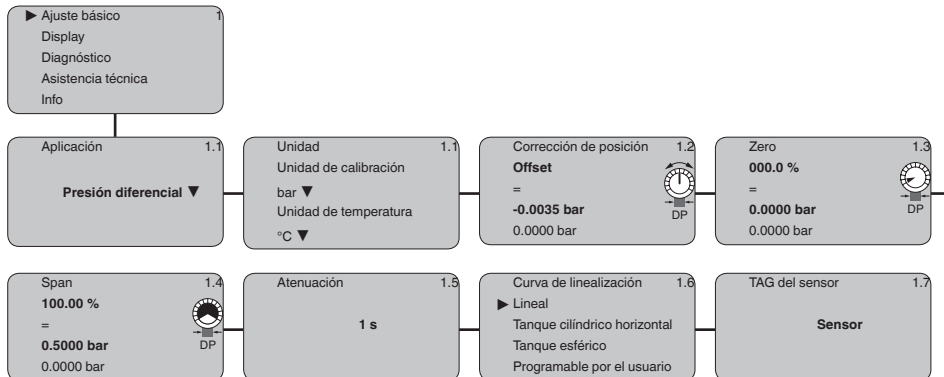 ▶ Ajuste básico 1
Display
Diagnóstico
Asistencia técnica
Info
Aplicación 1.1
Presión diferencial ▼
Unidad 1.1
Unidad de calibración
bar ▼
Unidad de temperatura
°C ▼
Corrección de posición 1.2
Offset
=
-0.0035 bar
0.0000 bar
DP
Zero 1.3
000.0 %
=
0.0000 bar
0.0000 bar
DP
Span 1.4
100.00 %
=
0.5000 bar
0.0000 bar
DP
Atenuación 1.5
1 s
Curva de linealización 1.6
▶ Lineal
Tanque cilíndrico horizontal
Tanque esférico
Programable por el usuario
TAG del sensor 1.7
Sensor